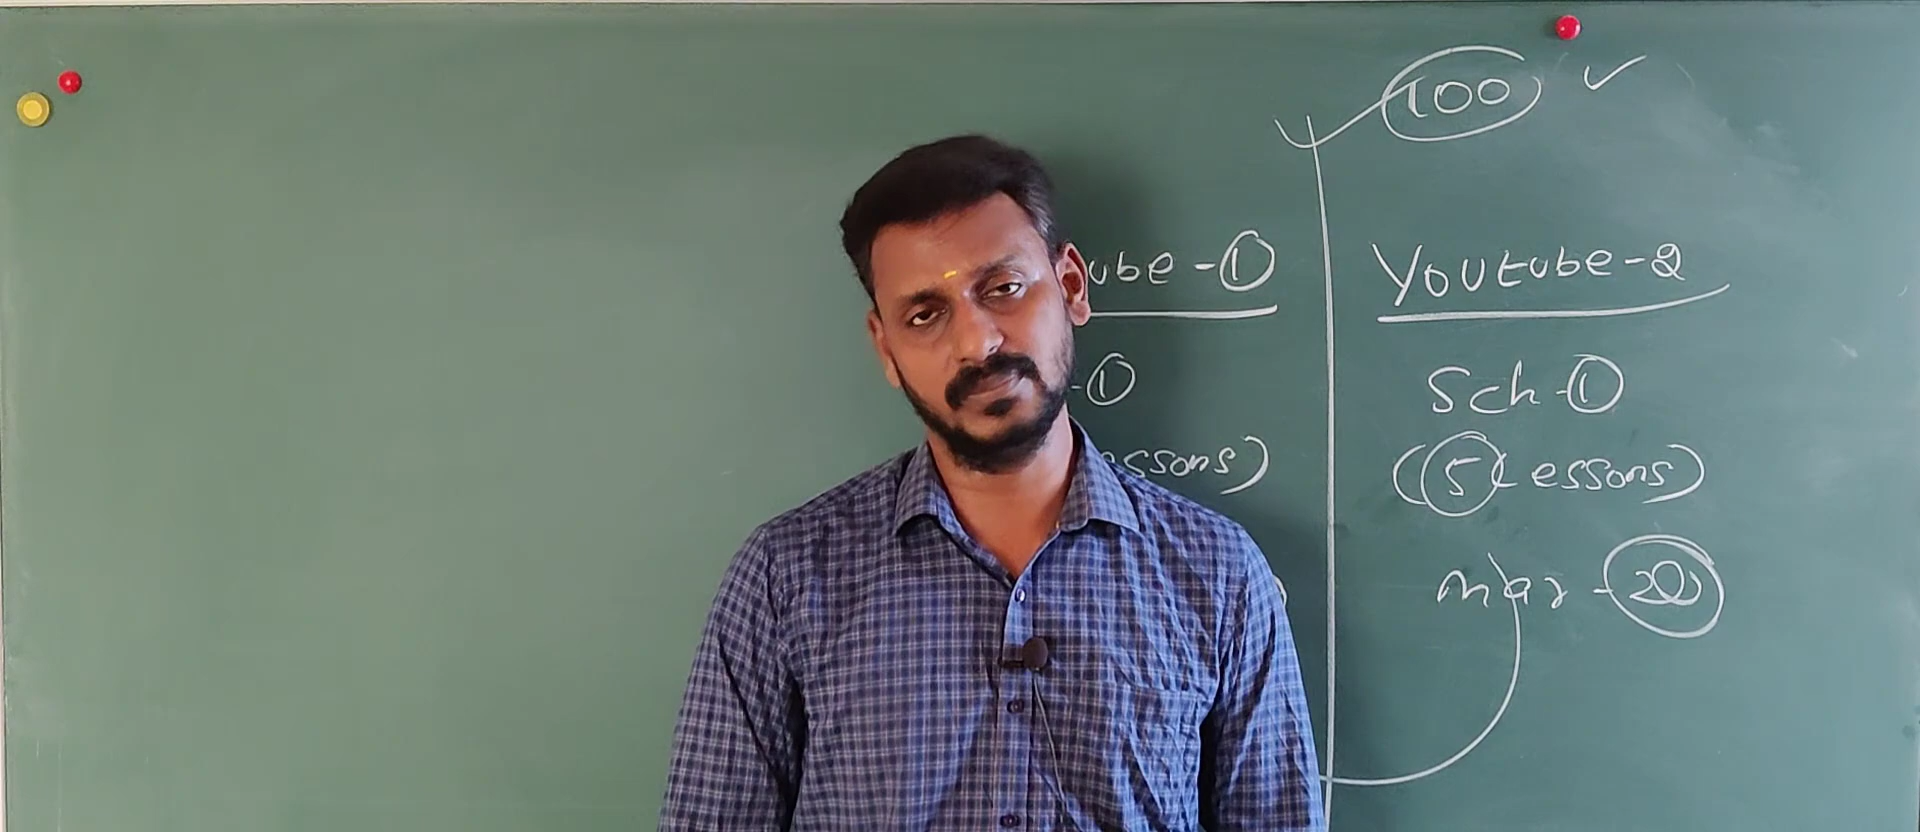 100
ube - 1
- 1
essons)
Youtube - 2
Sch - 1
(5 Lessons)